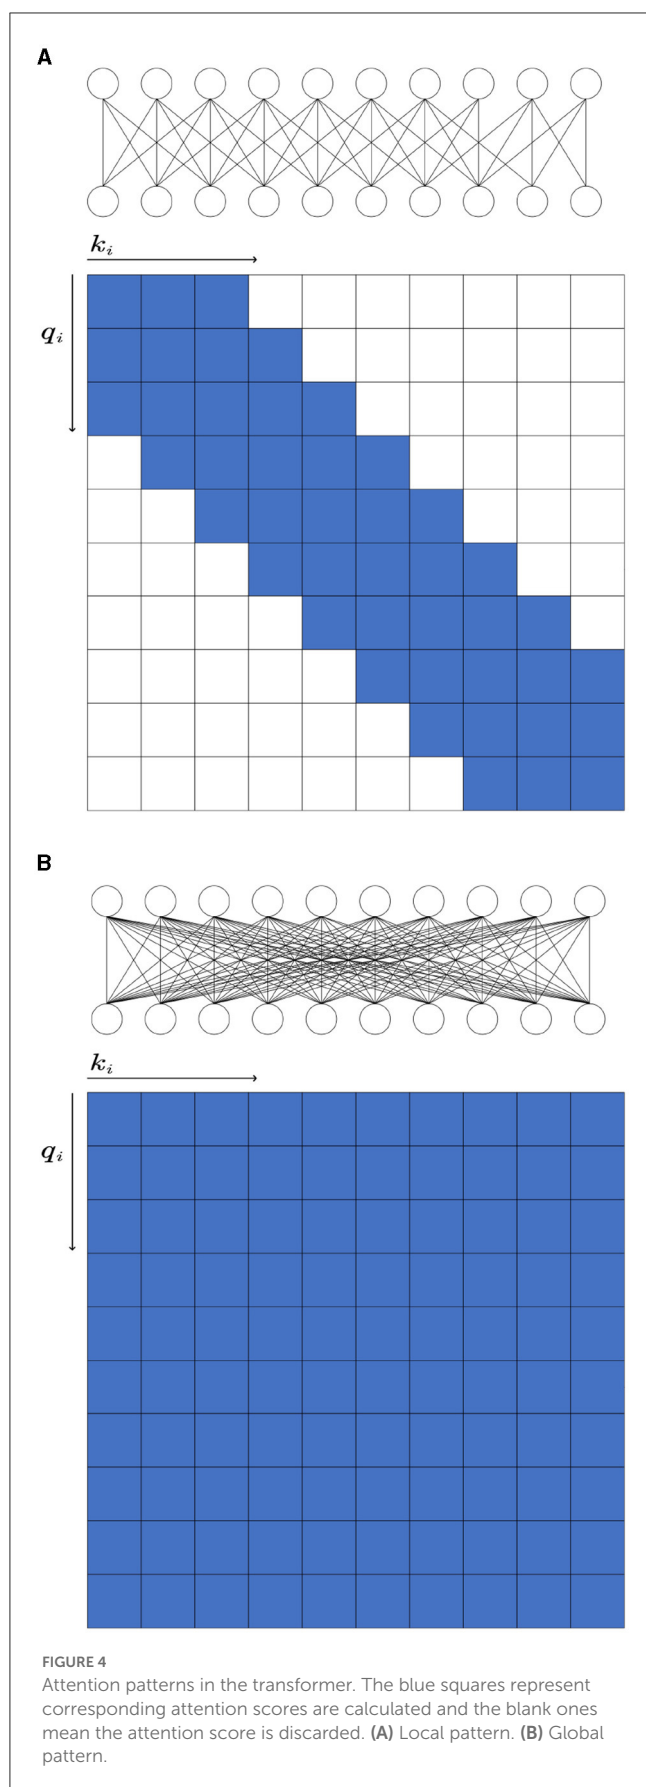 A
k_i
q_i
B
k_i
q_i
FIGURE 4
Attention patterns in the transformer. The blue squares represent
corresponding attention scores are calculated and the blank ones
mean the attention score is discarded. (A) Local pattern. (B) Global
pattern.